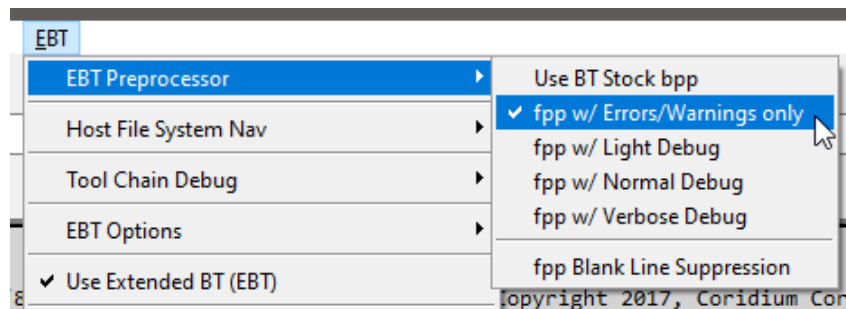 EBT
EBT Preprocessor
Host File System Nav
Tool Chain Debug
EBT Options
✓ Use Extended BT (EBT)
Use BT Stock bpp
✓ fpp w/ Errors/Warnings only
fpp w/ Light Debug
fpp w/ Normal Debug
fpp w/ Verbose Debug
fpp Blank Line Suppression
opyright 2017, Coridium Cor